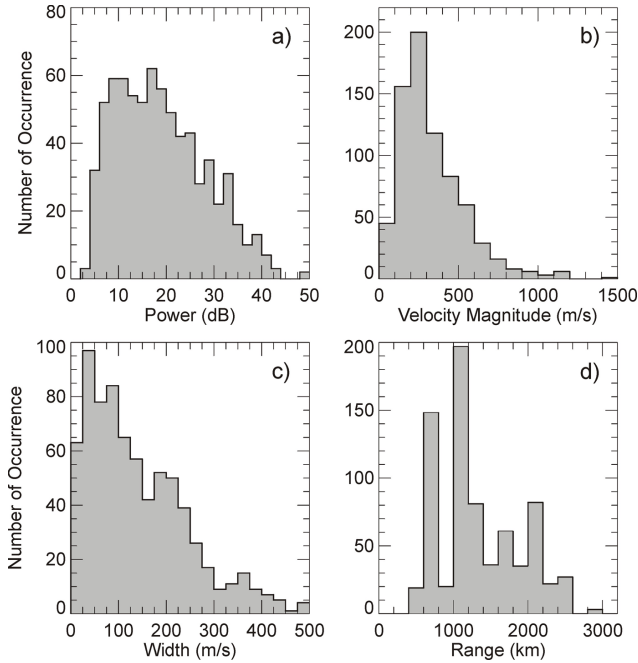 80
60
40
20
0
Number of Occurrence
a)
0 10 20 30 40 50
Power (dB)
200
150
100
50
0
b)
0 500 1000 1500
Velocity Magnitude (m/s)
100
80
60
40
20
0
Number of Occurrence
c)
0 100 200 300 400 500
Width (m/s)
200
150
100
50
0
d)
0 1000 2000 3000
Range (km)